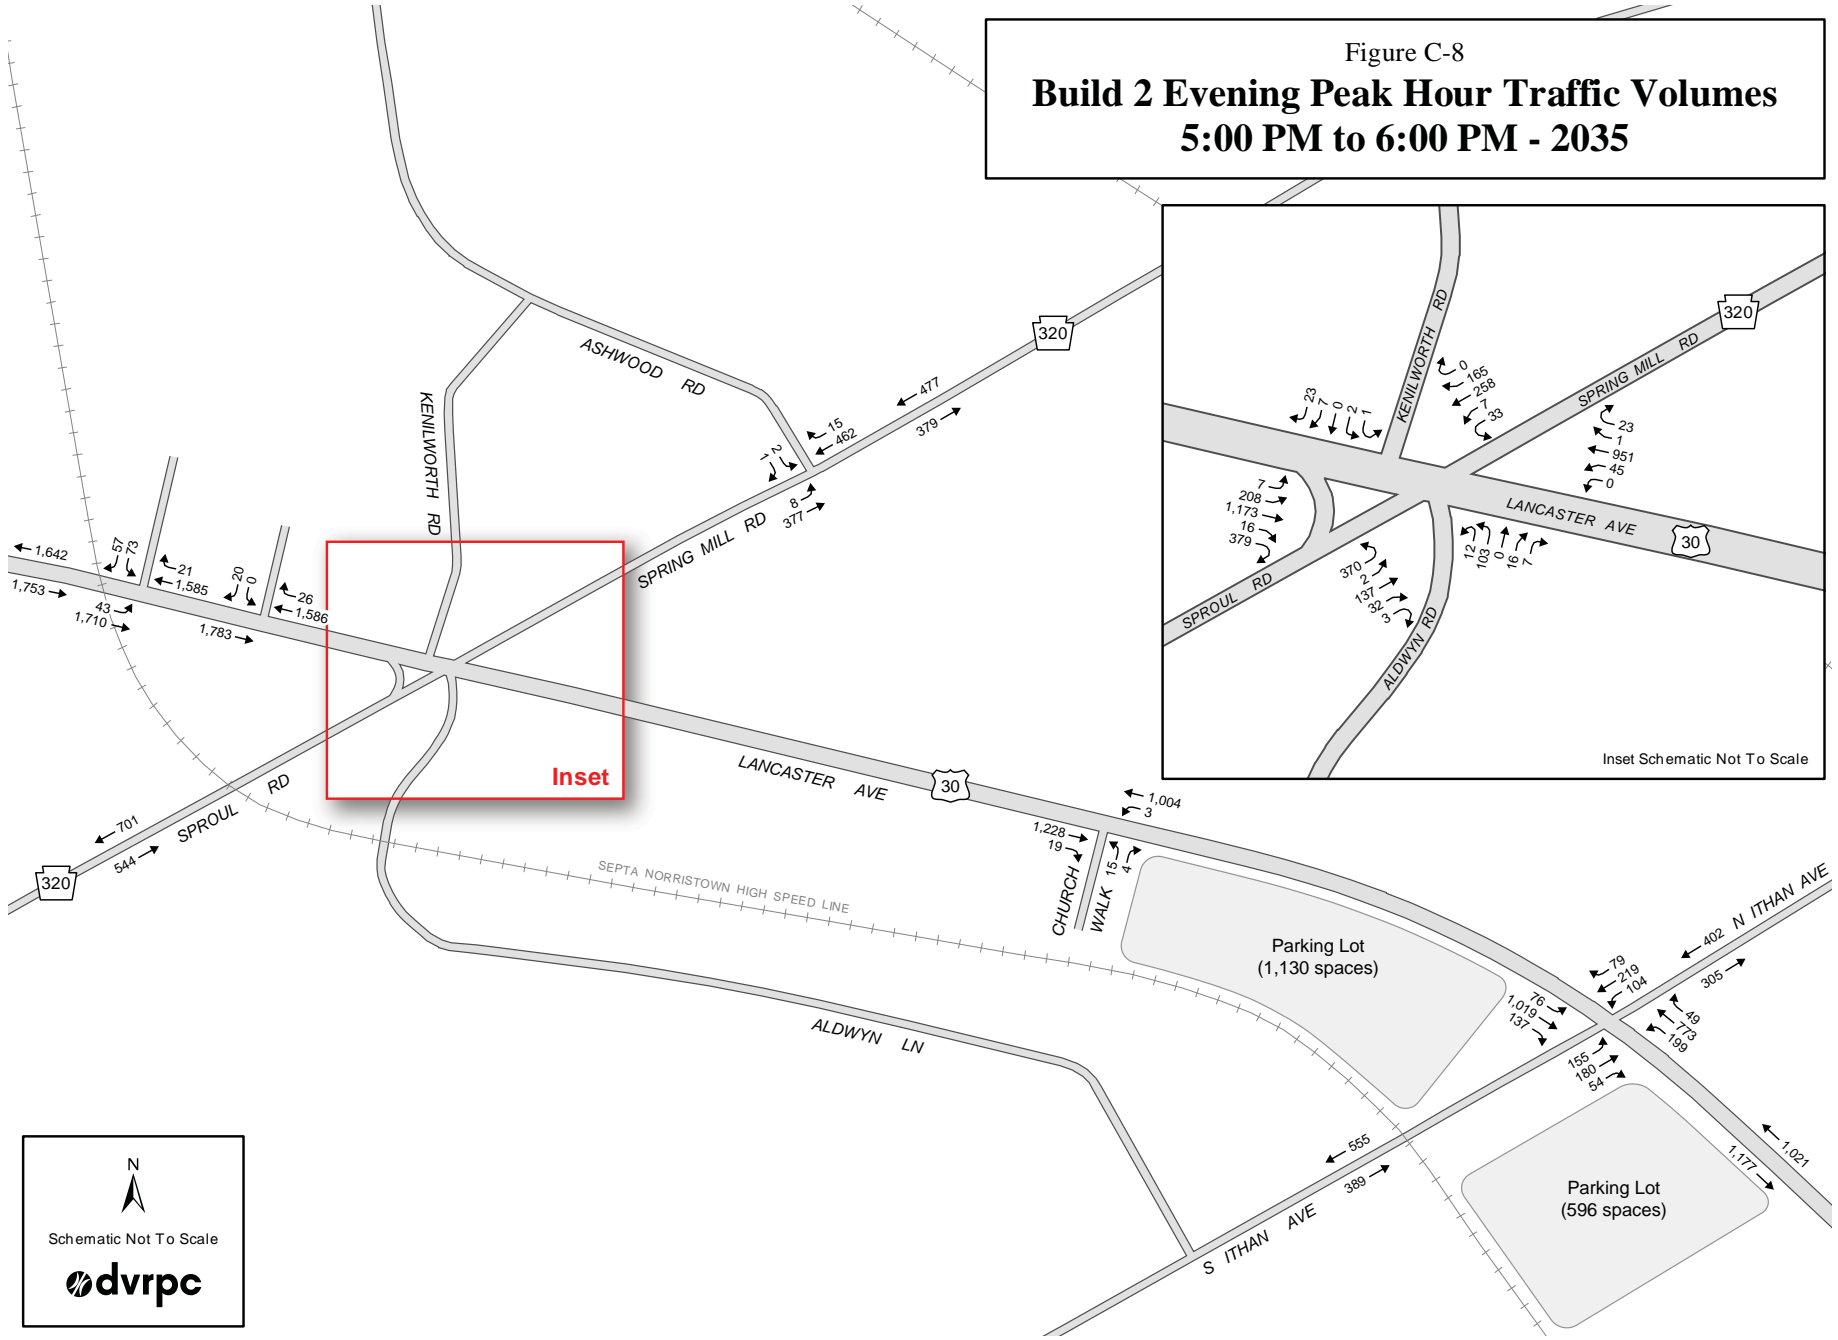 Figure C-8
Build 2 Evening Peak Hour Traffic Volumes
5:00 PM to 6:00 PM - 2035
320
ASHWOOD RD
KENILWORTH RD
477
379
15
462
2
1
8
377
SPRING MILL RD
1,642
1,753
57
73
21
1,585
43
1,710
20
0
26
1,586
1,783
Inset
701
544
SPROUL RD
320
LANCASTER AVE
30
SEPTA NORRISTOWN HIGH SPEED LINE
1,004
3
1,228
19
15
4
CHURCH
WALK
Parking Lot
(1,130 spaces)
ALDWYN LN
N ITHAN AVE
402
305
79
219
104
76
1,019
137
49
773
199
155
180
54
555
389
S ITHAN AVE
1,021
1,177
Parking Lot
(596 spaces)
KENILWORTH RD
SPRING MILL RD
320
23
7
0
2
1
0
165
258
7
33
23
1
951
45
0
7
208
1,173
16
379
LANCASTER AVE
30
12
103
0
16
7
370
2
137
32
3
SPROUL RD
ALDWYN RD
Inset Schematic Not To Scale
N
Schematic Not To Scale
dvrpc